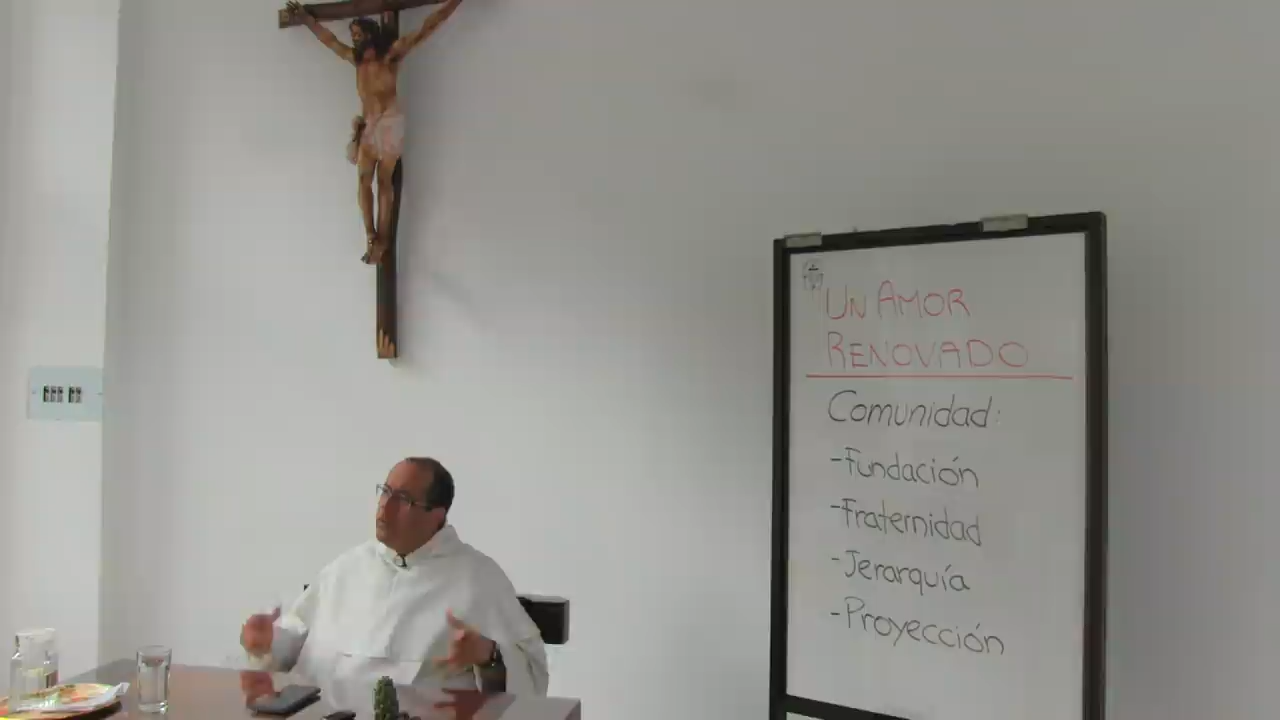 UN AMOR
RENOVADO
Comunidad:
-Fundación
-Fraternidad
-Jerarquía
-Proyección